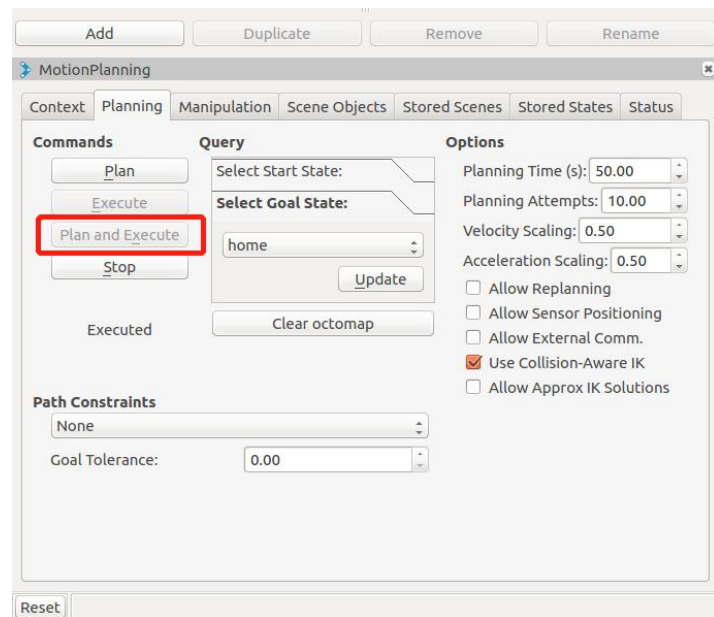 Add Duplicate Remove Rename
MotionPlanning
Context Planning Manipulation Scene Objects Stored Scenes Stored States Status
Commands
Plan
Execute
Plan and Execute
Stop
Executed
Query
Select Start State:
Select Goal State:
home
Update
Clear octomap
Options
Planning Time (s): 50.00
Planning Attempts: 10.00
Velocity Scaling: 0.50
Acceleration Scaling: 0.50
Allow Replanning
Allow Sensor Positioning
Allow External Comm.
Use Collision-Aware IK
Allow Approx IK Solutions
Path Constraints
None
Goal Tolerance: 0.00
Reset